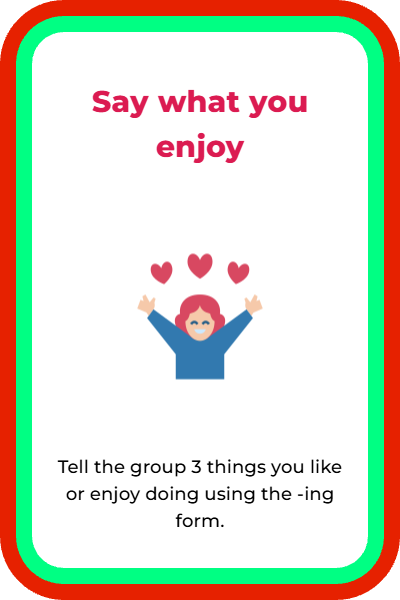 Say what you
enjoy
Tell the group 3 things you like
or enjoy doing using the -ing
form.